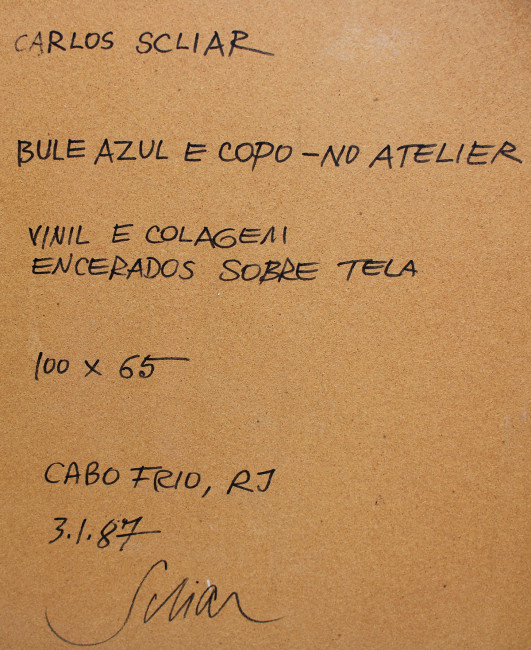 CARLOS SCLIAR
BULE AZUL E COPO – NO ATELIER
VINIL E COLAGEM
ENCERADOS SOBRE TELA
100 x 65
CABO FRIO, RJ
3.1.87
Scliar